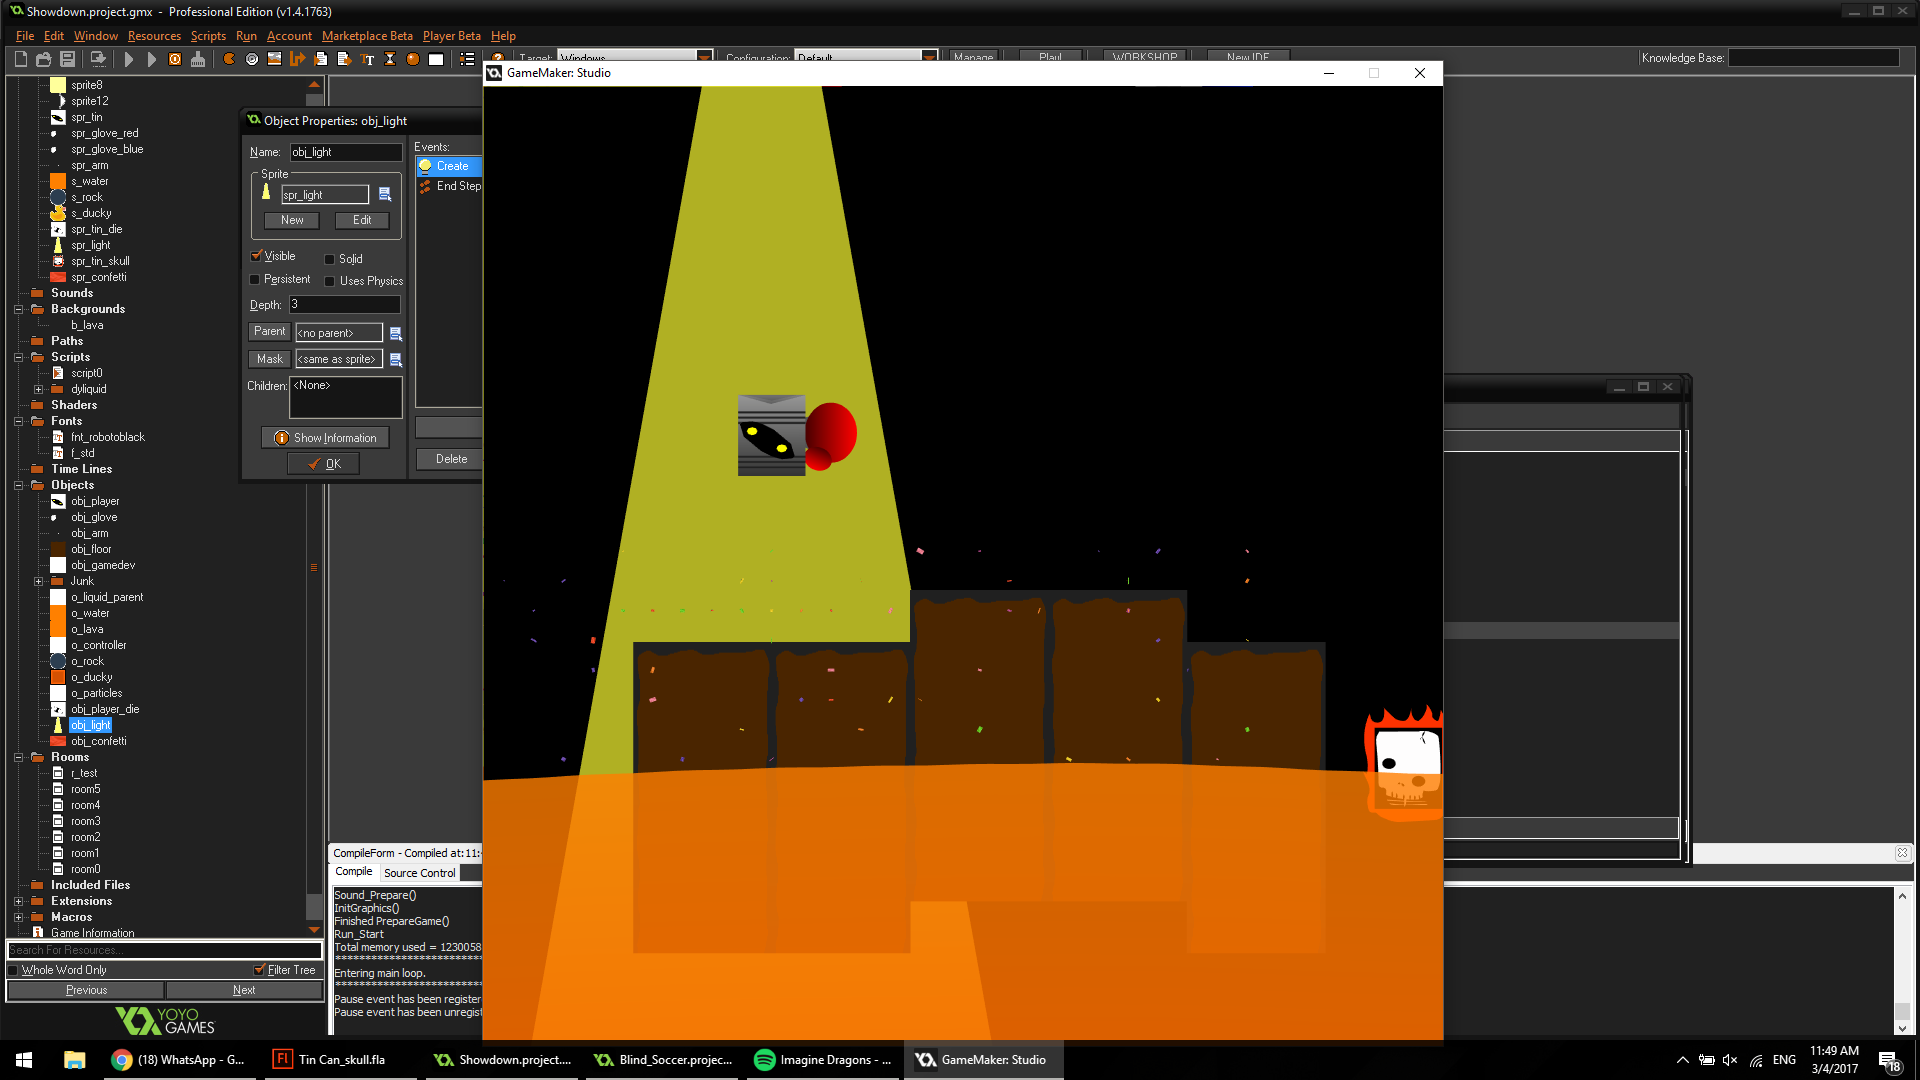 Showdown.project.gmx - Professional Edition (v1.4.1763)
File Edit Window Resources Scripts Run Account Marketplace Beta Player Beta Help
Target: Windows Configuration: Default Manage Play! WORKSHOP New IDE Knowledge Base:
GameMaker: Studio
sprite8
sprite12
spr_tin
spr_glove_red
spr_glove_blue
spr_arm
s_water
s_rock
s_ducky
spr_tin_die
spr_light
spr_tin_skull
spr_confetti
Sounds
Backgrounds
b_lava
Paths
Scripts
script0
dyliquid
Shaders
Fonts
fnt_robotoblack
f_std
Time Lines
Objects
obj_player
obj_glove
obj_arm
obj_floor
obj_gamedev
Junk
o_liquid_parent
o_water
o_lava
o_controller
o_rock
o_ducky
o_particles
obj_player_die
obj_light
obj_confetti
Rooms
r_test
room5
room4
room3
room2
room1
room0
Included Files
Extensions
Macros
Game Information
Search For Resources...
Whole Word Only Filter Tree
Previous Next
YOYO GAMES
Object Properties: obj_light
Name: obj_light
Sprite
spr_light
New Edit
Visible Solid
Persistent Uses Physics
Depth: 3
Parent <no parent>
Mask <same as sprite>
Children: <None>
Show Information
OK
Events:
Create
End Step
Delete
CompileForm - Compiled at:11:
Compile Source Control
Sound_Prepare()
InitGraphics()
Finished PrepareGame()
Run_Start
Total memory used = 1230058
*************************
Entering main loop.
*************************
Pause event has been register
Pause event has been unregist
(18) WhatsApp - G... Tin Can_skull.fla Showdown.project.... Blind_Soccer.projec... Imagine Dragons - ... GameMaker: Studio
ENG
11:49 AM
3/4/2017
18